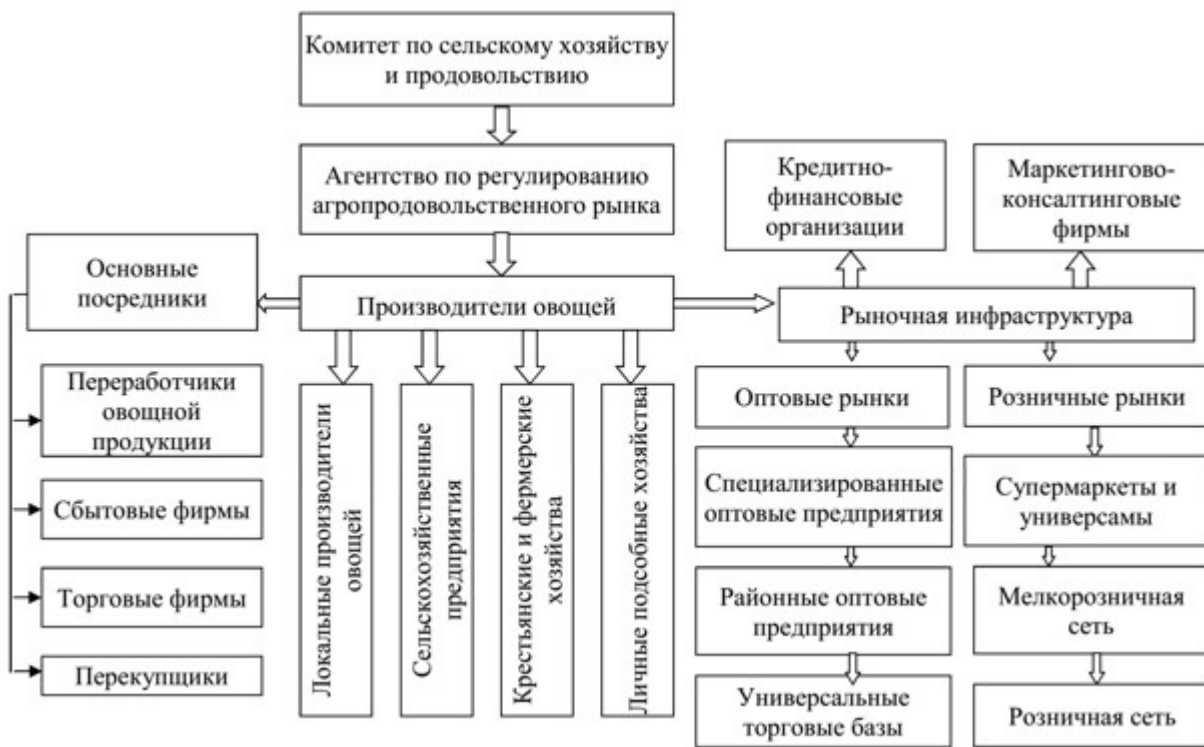 Комитет по сельскому хозяйству
и продовольствию
Агентство по регулированию
агропродовольственного рынка
Кредитно-
финансовые
организации
Маркетингово-
консалтинговые
фирмы
Основные
посредники
Производители овощей
Рыночная инфраструктура
Переработчики
овощной
продукции
Сбытовые фирмы
Торговые фирмы
Перекупщики
Локальные производители
овощей
Сельскохозяйственные
предприятия
Крестьянские и фермерские
хозяйства
Личные подсобные хозяйства
Оптовые рынки
Специализированные
оптовые предприятия
Районные оптовые
предприятия
Универсальные
торговые базы
Розничные рынки
Супермаркеты и
универсамы
Мелкорозничная
сеть
Розничная сеть